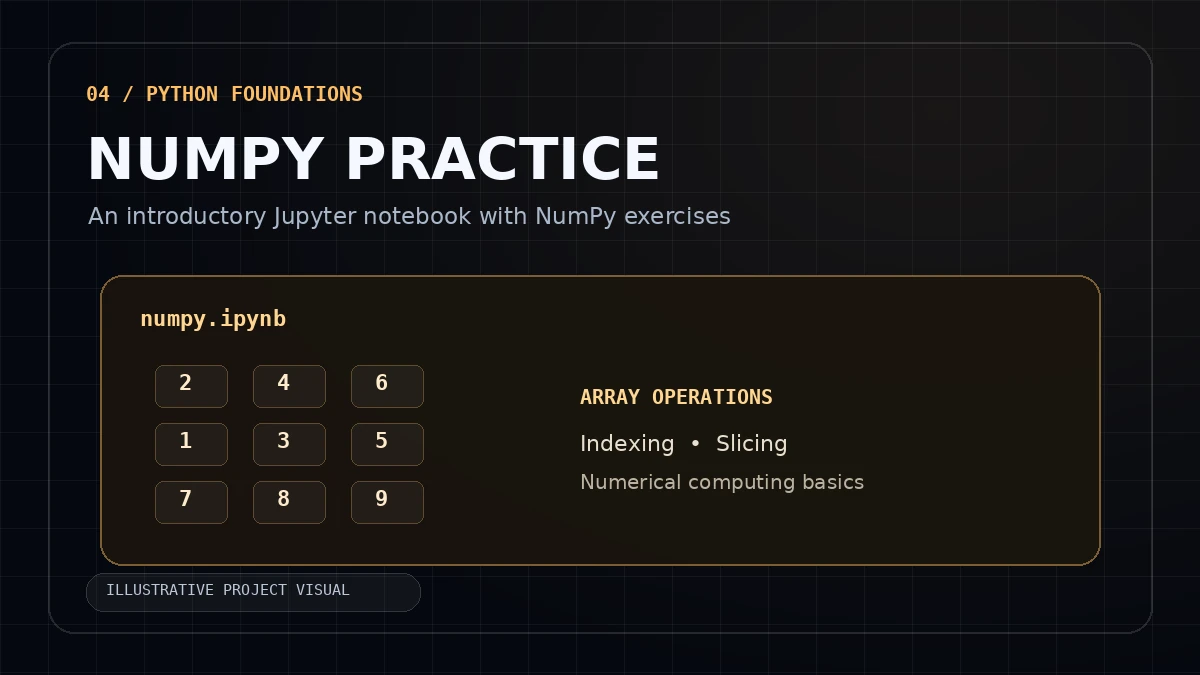 04 / PYTHON FOUNDATIONS
NUMPY PRACTICE
An introductory Jupyter notebook with NumPy exercises
numpy.ipynb
2 4 6
1 3 5
7 8 9
ARRAY OPERATIONS
Indexing • Slicing
Numerical computing basics
ILLUSTRATIVE PROJECT VISUAL